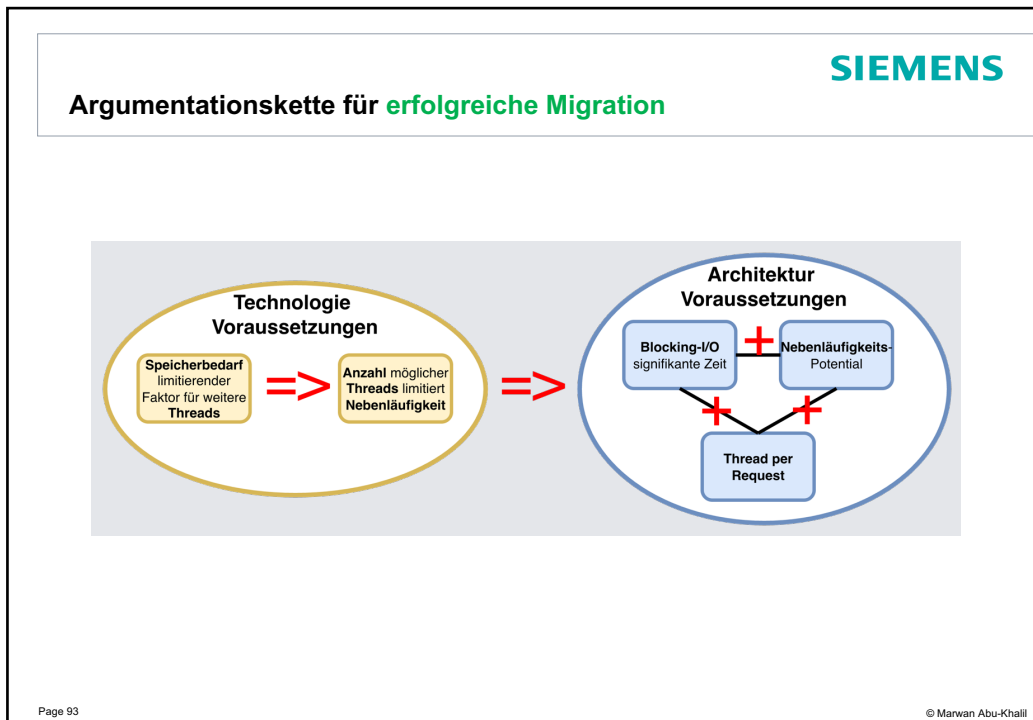 SIEMENS
Argumentationskette für erfolgreiche Migration
Technologie
Voraussetzungen
Speicherbedarf
limitierender
Faktor für weitere
Threads
=>
Anzahl möglicher
Threads limitiert
Nebenläufigkeit
=>
Architektur
Voraussetzungen
Blocking-I/O
signifikante Zeit
+
Nebenläufigkeits-
Potential
+
+
Thread per
Request
Page 93
© Marwan Abu-Khalil